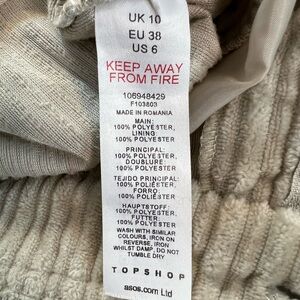 UK 10
EU 38
US 6
KEEP AWAY
FROM FIRE
106948429
F103803
MADE IN ROMANIA
MAIN:
100% POLYESTER,
LINING:
100% POLYESTER,
PRINCIPAL:
100% POLYESTER,
DOUBLURE:
100% POLYESTER,
TEJIDO PRINCIPAL:
100% POLIÉSTER,
FORRO:
100% POLIÉSTER,
HAUPTSTOFF:
100% POLYESTER,
FUTTER:
100% POLYESTER,
WASH WITH SIMILAR
COLOURS, IRON ON
REVERSE, IRON
WHILST DAMP, DO NOT
TUMBLE DRY
TOPSHOP
asos.com Ltd